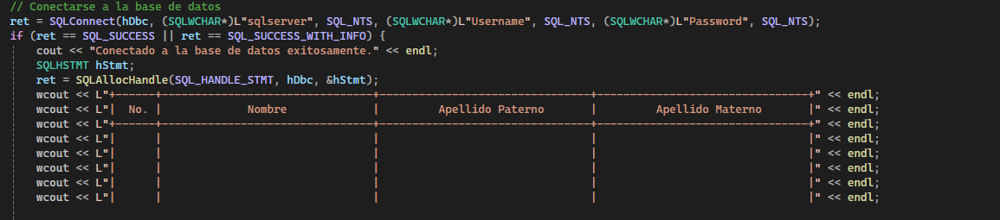 // Conectarse a la base de datos
ret = SQLConnect(hDbc, (SQLWCHAR*)L"sqlserver", SQL_NTS, (SQLWCHAR*)L"Username", SQL_NTS, (SQLWCHAR*)L"Password", SQL_NTS);
if (ret == SQL_SUCCESS || ret == SQL_SUCCESS_WITH_INFO) {
    cout << "Conectado a la base de datos exitosamente." << endl;
    SQLHSTMT hStmt;
    ret = SQLAllocHandle(SQL_HANDLE_STMT, hDbc, &hStmt);
    wcout << L"+------+--------------------------------+--------------------------------+--------------------------------+" << endl;
    wcout << L"|  No. |             Nombre             |         Apellido Paterno       |         Apellido Materno       |" << endl;
    wcout << L"+------+--------------------------------+--------------------------------+--------------------------------+" << endl;
    wcout << L"|      |                                |                                |                                |" << endl;
    wcout << L"|      |                                |                                |                                |" << endl;
    wcout << L"|      |                                |                                |                                |" << endl;
    wcout << L"|      |                                |                                |                                |" << endl;
    wcout << L"|      |                                |                                |                                |" << endl;